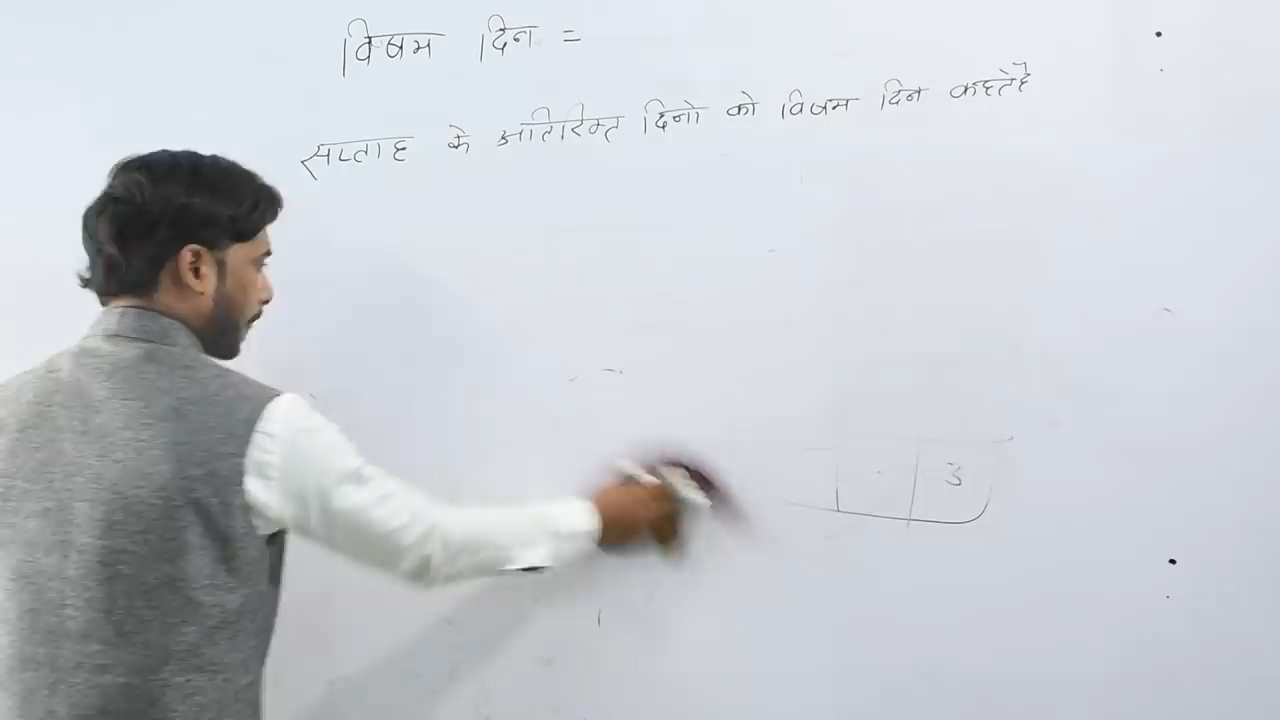 विषम दिन =
सप्ताह के अतिरिक्त दिनो को विषम दिन कहते है
3